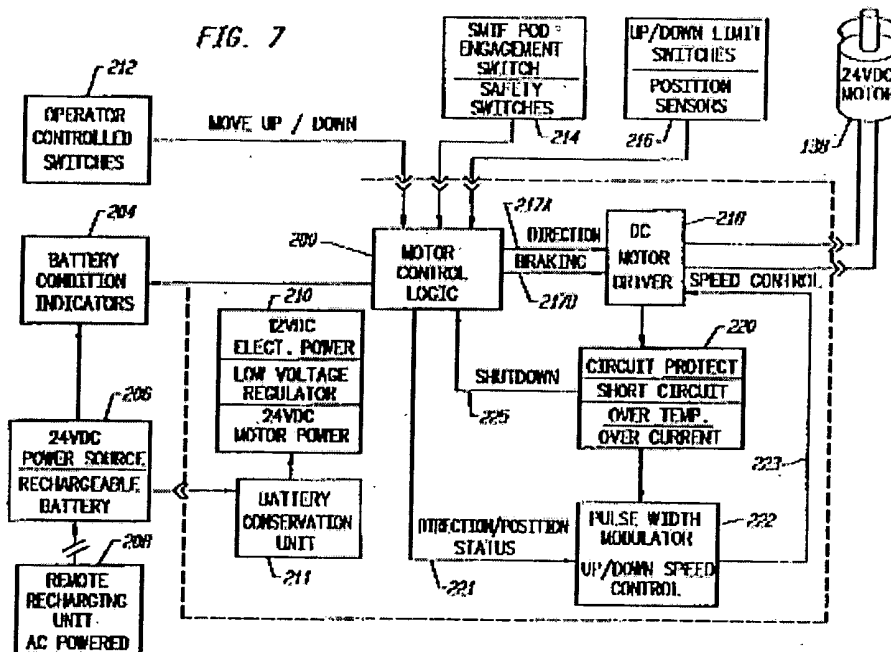 FIG. 7
212
OPERATOR
CONTROLLED
SWITCHES
MOVE UP / DOWN
SMIF POD
ENGAGEMENT
SWITCH
SAFETY
SWITCHES
214
UP/DOWN LIMIT
SWITCHES
POSITION
SENSORS
216
24VDC
MOTOR
138
204
BATTERY
CONDITION
INDICATORS
200
MOTOR
CONTROL
LOGIC
217A
DIRECTION
BRAKING
217B
218
DC
MOTOR
DRIVER
SPEED CONTROL
210
12VDC
ELECT. POWER
LOW VOLTAGE
REGULATOR
24VDC
MOTOR POWER
SHUTDOWN
225
220
CIRCUIT PROTECT
SHORT CIRCUIT
OVER TEMP.
OVER CURRENT
223
206
24VDC
POWER SOURCE
RECHARGEABLE
BATTERY
BATTERY
CONSERVATION
UNIT
211
DIRECTION/POSITION
STATUS
221
PULSE WIDTH
MODULATOR
UP/DOWN SPEED
CONTROL
222
208
REMOTE
RECHARGING
UNIT
AC POWERED